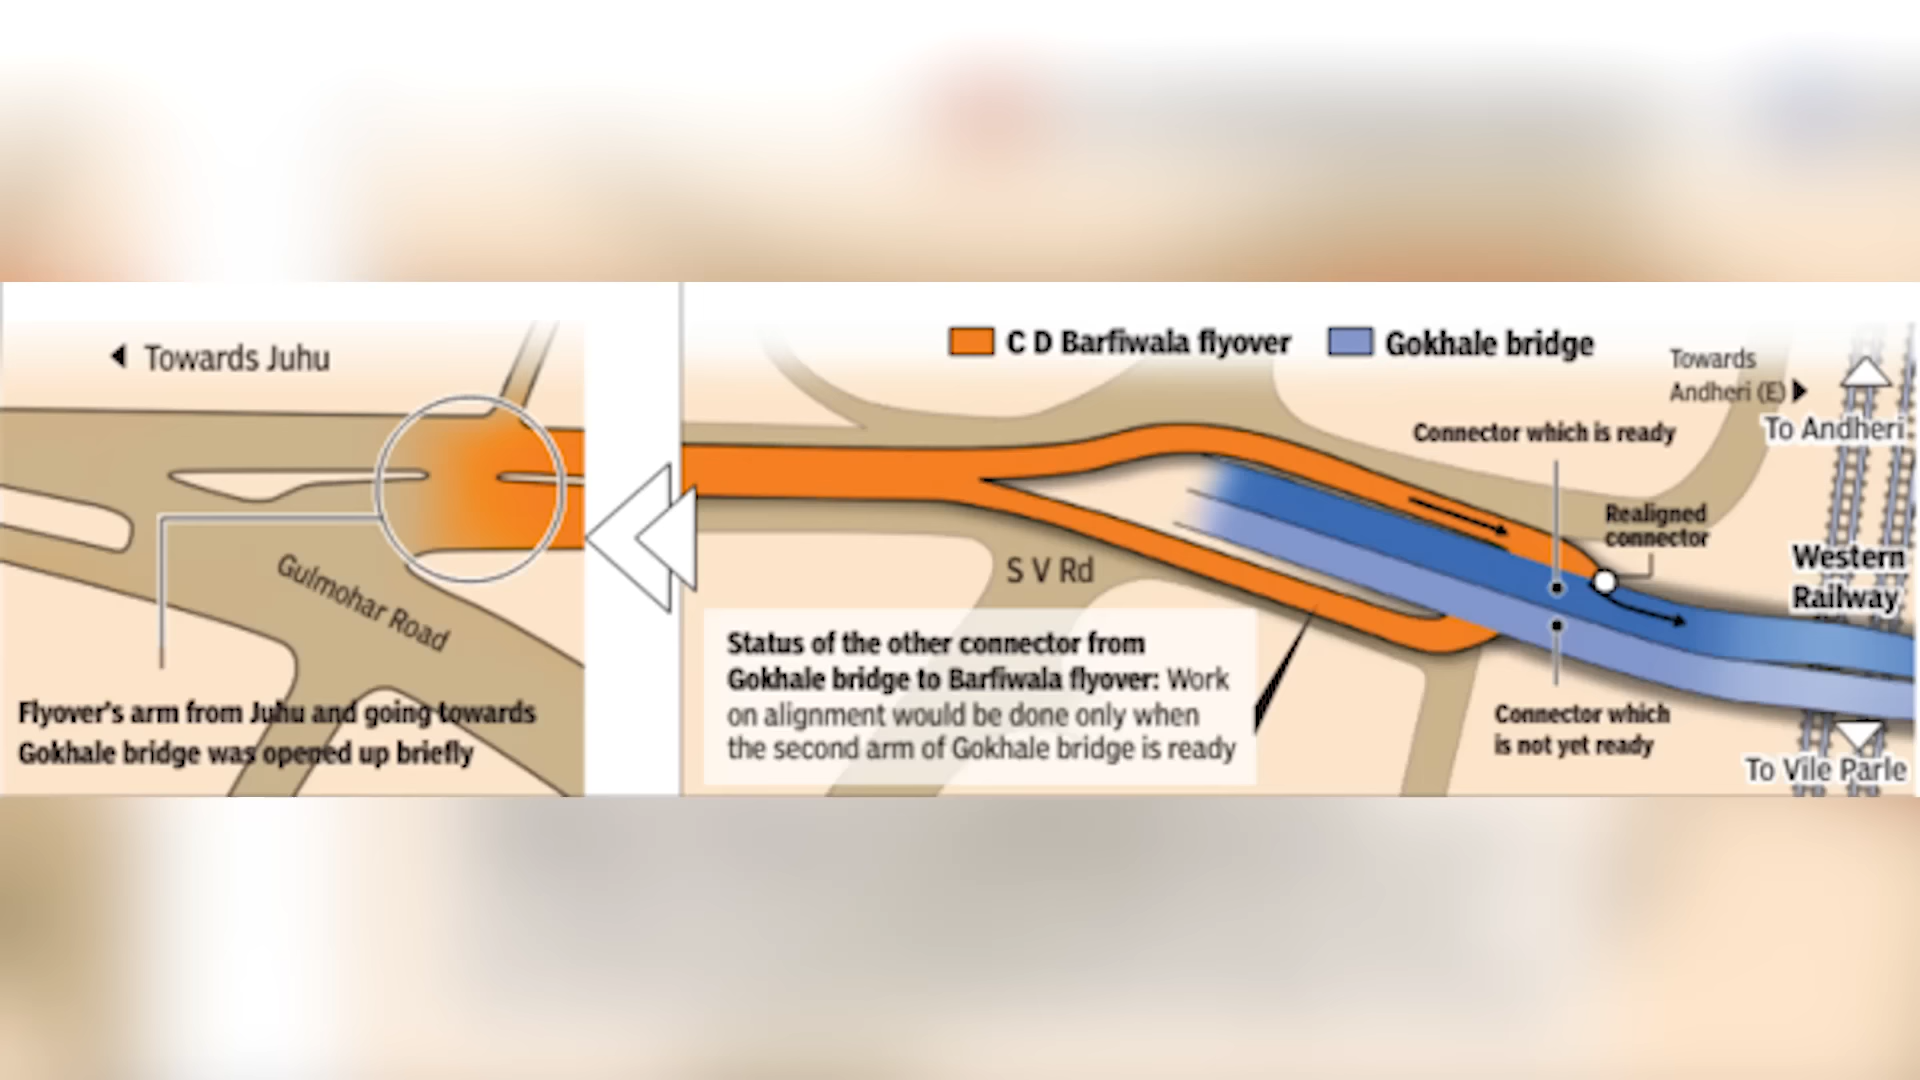 Towards Juhu
Gulmohar Road
Flyover's arm from Juhu and going towards
Gokhale bridge was opened up briefly
C D Barfiwala flyover
Gokhale bridge
Towards
Andheri (E)
To Andheri
Connector which is ready
Realigned
connector
Western
Railway
S V Rd
Status of the other connector from
Gokhale bridge to Barfiwala flyover: Work
on alignment would be done only when
the second arm of Gokhale bridge is ready
Connector which
is not yet ready
To Vile Parle